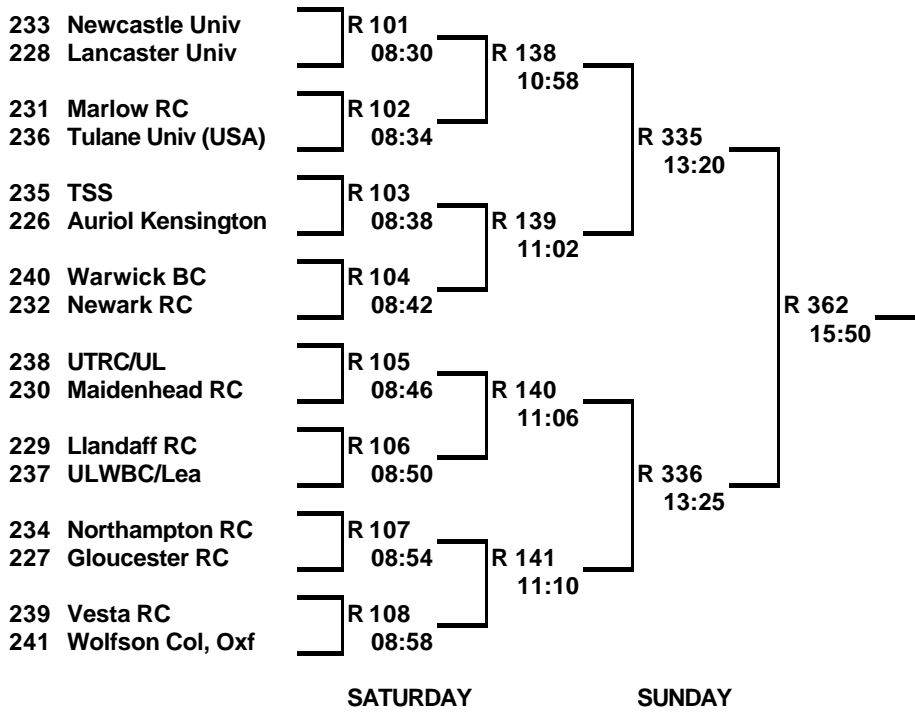 233 Newcastle Univ R 101
228 Lancaster Univ 08:30 R 138
10:58
231 Marlow RC R 102
236 Tulane Univ (USA) 08:34 R 335
13:20
235 TSS R 103
226 Auriol Kensington 08:38 R 139
11:02
240 Warwick BC R 104
232 Newark RC 08:42 R 362
15:50
238 UTRC/UL R 105
230 Maidenhead RC 08:46 R 140
11:06
229 Llandaff RC R 106
237 ULWBC/Lea 08:50 R 336
13:25
234 Northampton RC R 107
227 Gloucester RC 08:54 R 141
11:10
239 Vesta RC R 108
241 Wolfson Col, Oxf 08:58
SATURDAY SUNDAY